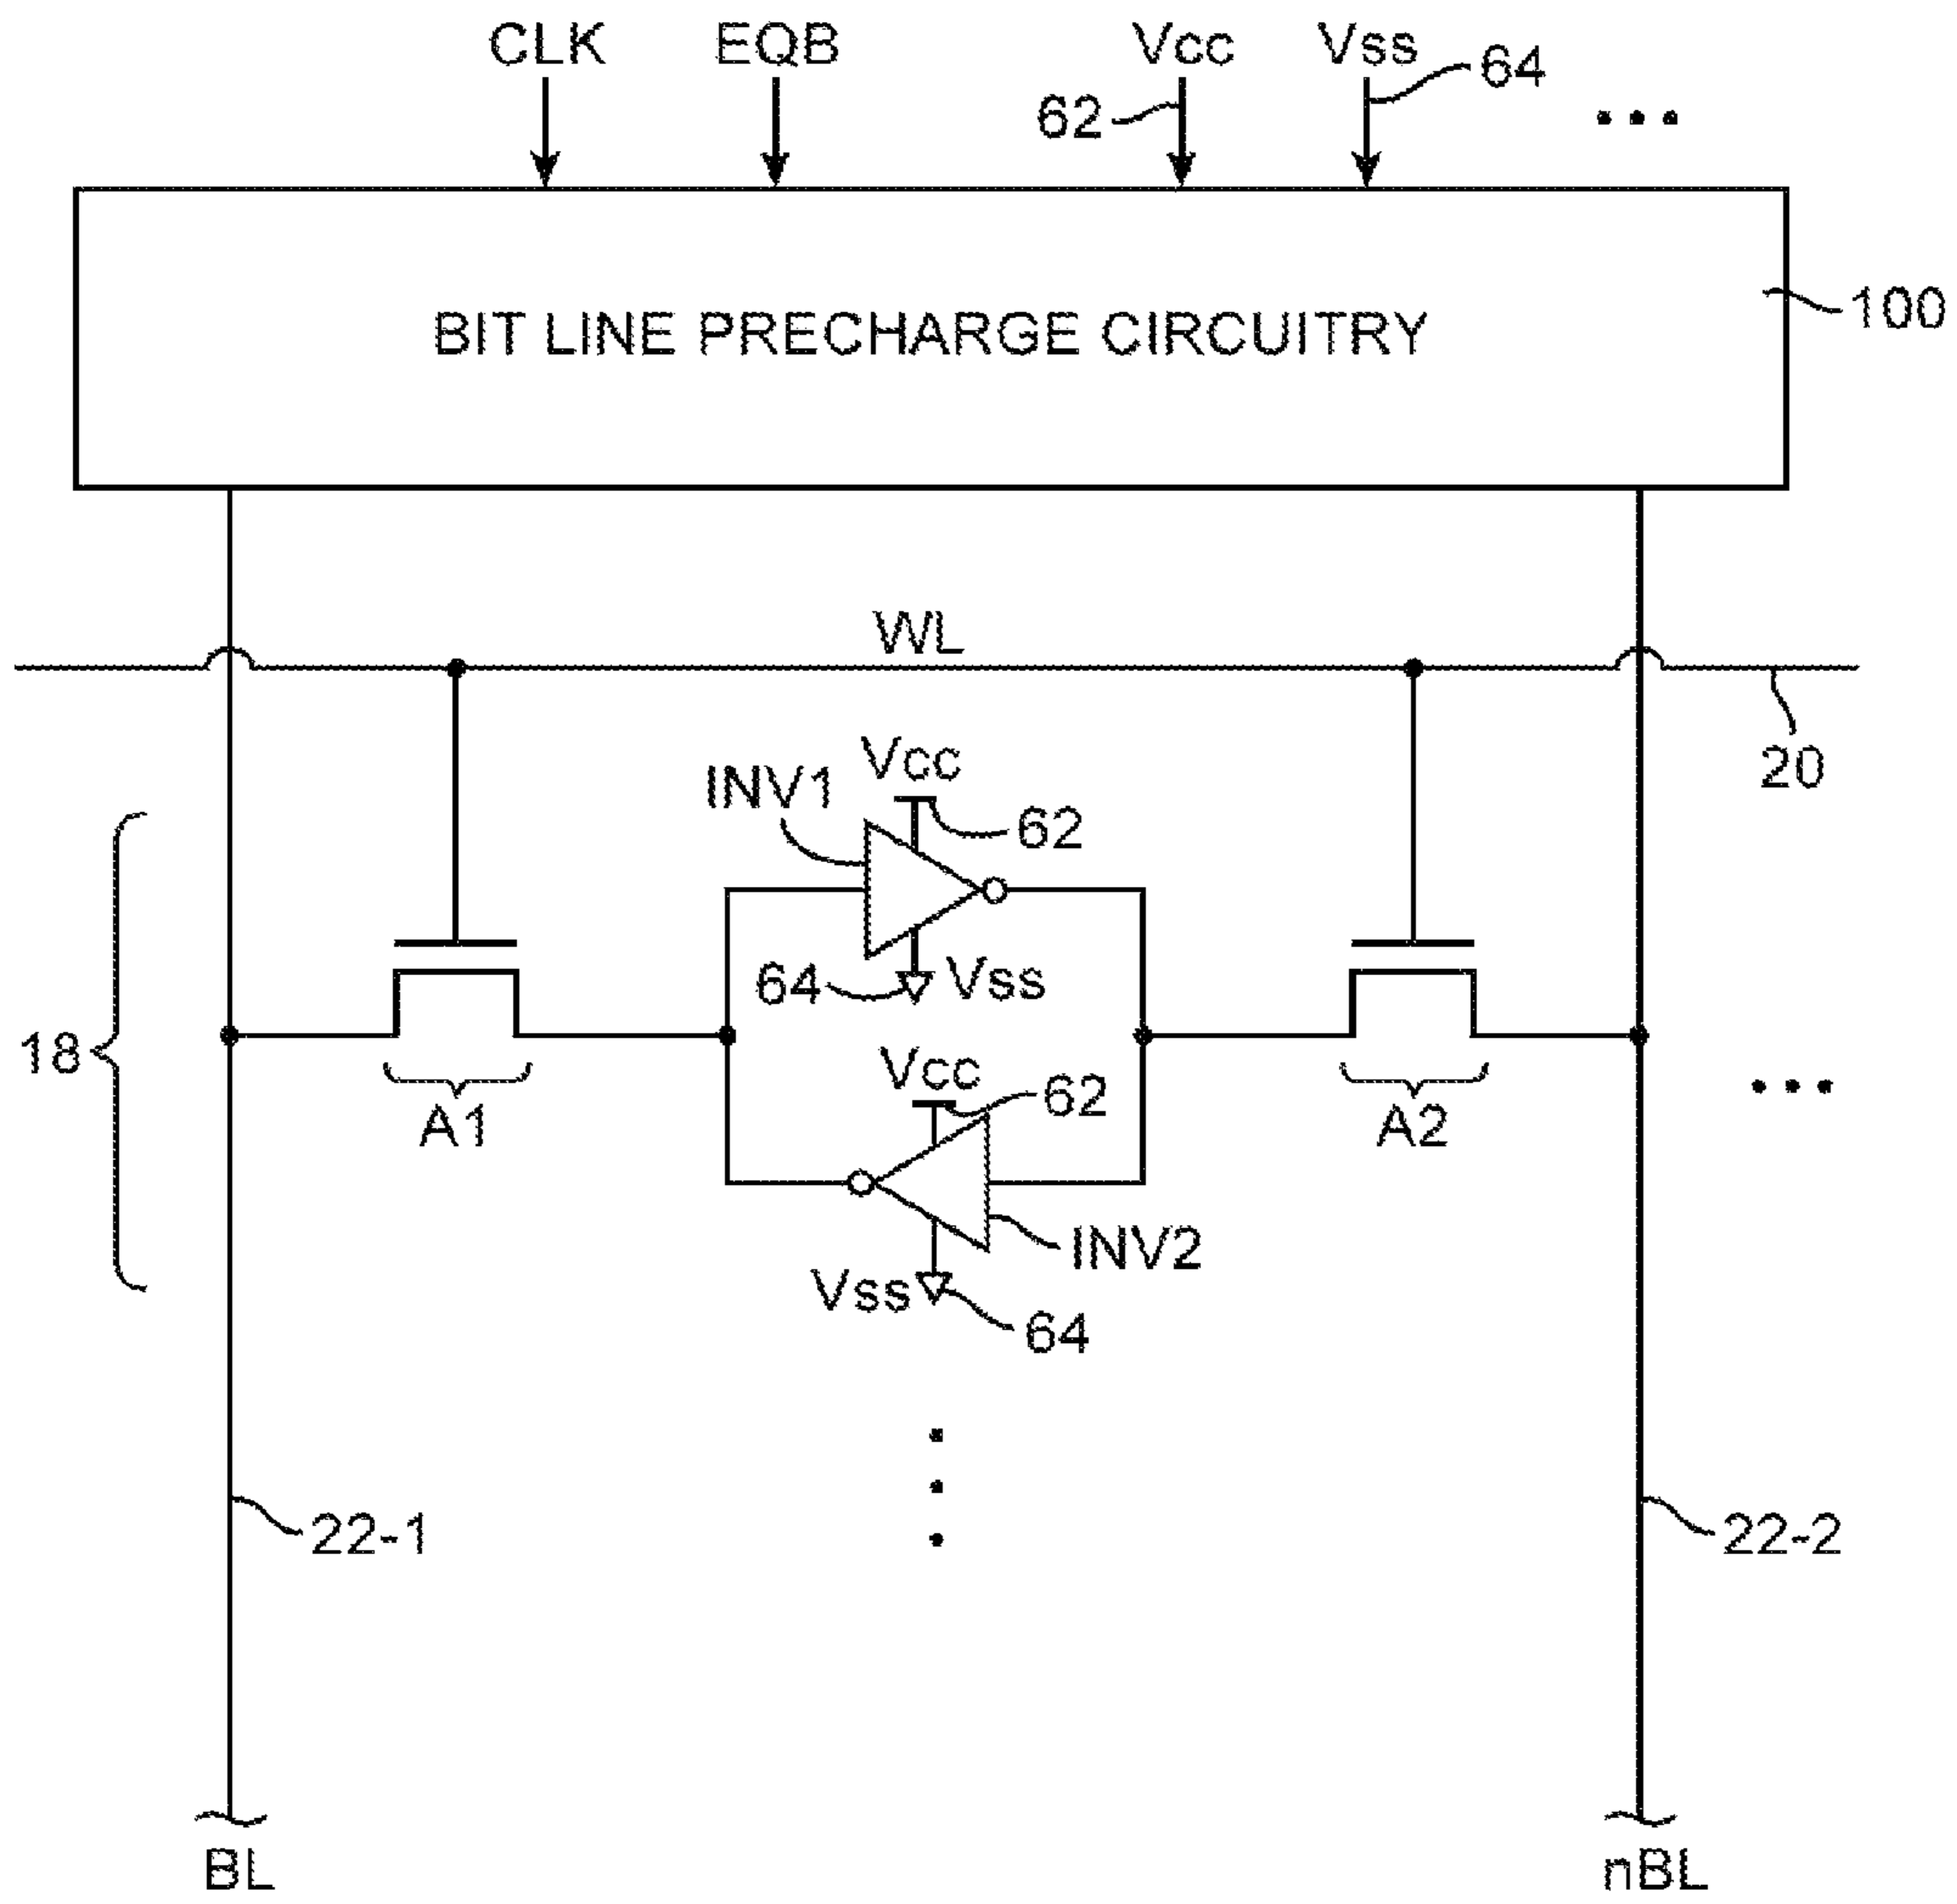 CLK EQB Vcc Vss 64
62
...
BIT LINE PRECHARGE CIRCUITRY
100
WL
20
Vcc
INV1
62
64 Vss
18
Vcc
62
A1
A2
...
INV2
Vss
64
22-1
22-2
BL
nBL